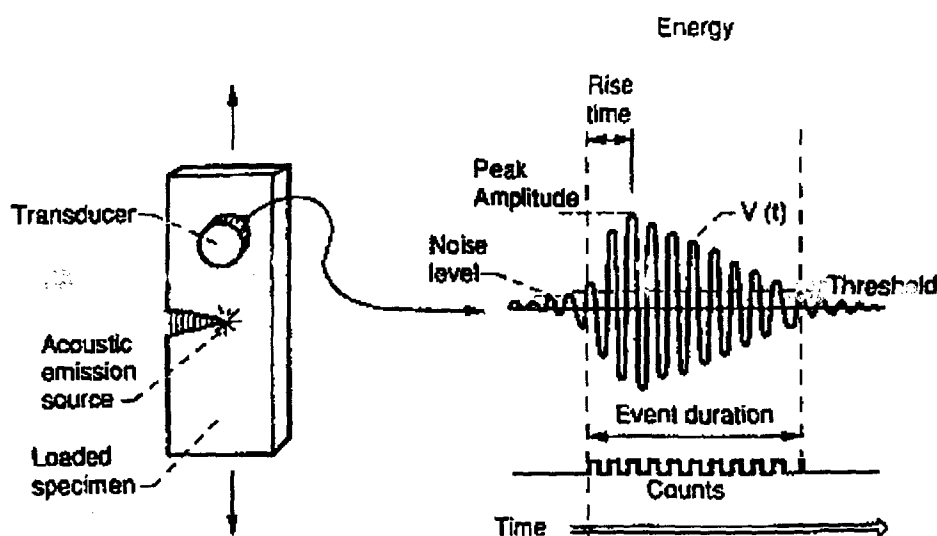 Energy
Rise
time
Peak
Amplitude
V (t)
Transducer
Noise
level
Threshold
Acoustic
emission
source
Event duration
Loaded
specimen
Counts
Time